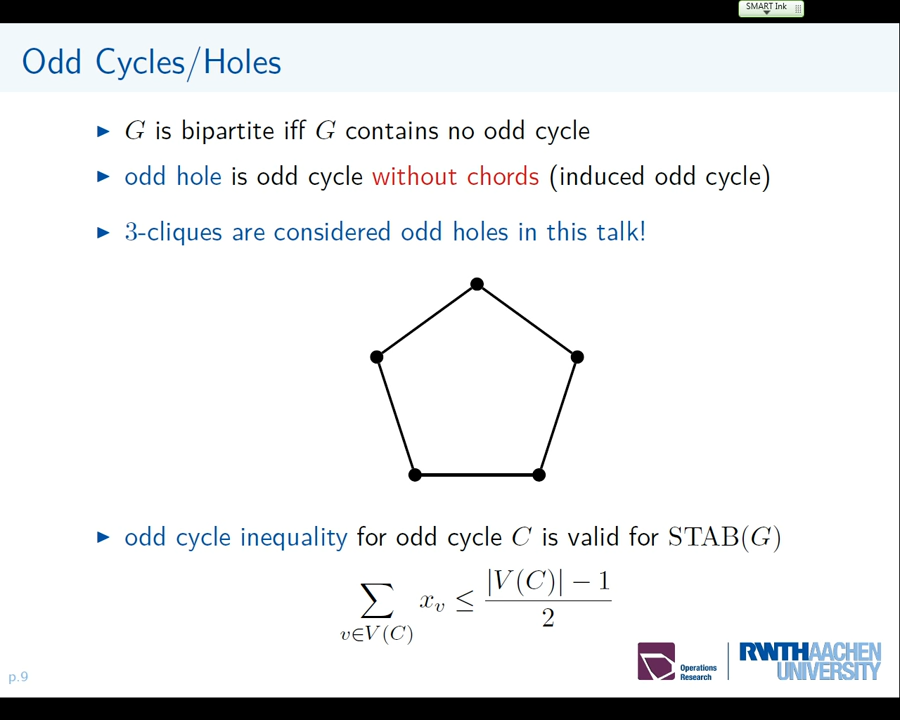 SMART Ink
Odd Cycles/Holes
▶ G is bipartite iff G contains no odd cycle
▶ odd hole is odd cycle without chords (induced odd cycle)
▶ 3-cliques are considered odd holes in this talk!
▶ odd cycle inequality for odd cycle C is valid for STAB(G)
∑_{v∈V(C)} x_v ≤ \frac{|V(C)| − 1}{2}
Operations
Research
RWTH AACHEN
UNIVERSITY
p.9